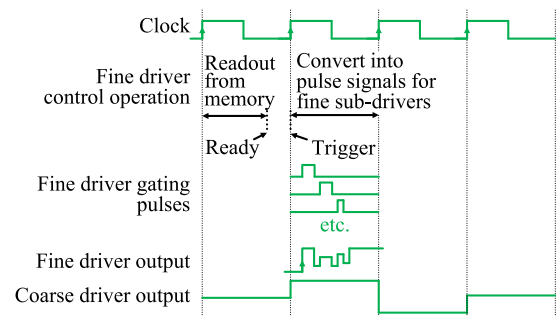 Clock
Fine driver
control operation
Readout
from
memory
Convert into
pulse signals for
fine sub-drivers
Ready
Trigger
Fine driver gating
pulses
etc.
Fine driver output
Coarse driver output